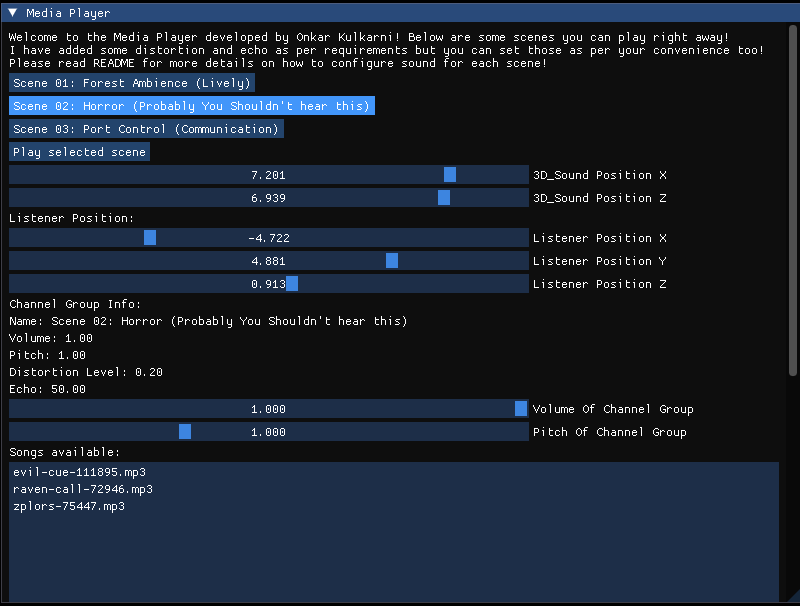 Media Player
Welcome to the Media Player developed by Onkar Kulkarni! Below are some scenes you can play right away!
I have added some distortion and echo as per requirements but you can set those as per your convenience too!
Please read README for more details on how to configure sound for each scene!
Scene 01: Forest Ambience (Lively)
Scene 02: Horror (Probably You Shouldn't hear this)
Scene 03: Port Control (Communication)
Play selected scene
7.201 3D_Sound Position X
6.939 3D_Sound Position Z
Listener Position:
-4.722 Listener Position X
4.881 Listener Position Y
0.913 Listener Position Z
Channel Group Info:
Name: Scene 02: Horror (Probably You Shouldn't hear this)
Volume: 1.00
Pitch: 1.00
Distortion Level: 0.20
Echo: 50.00
1.000 Volume Of Channel Group
1.000 Pitch Of Channel Group
Songs available:
evil-cue-111895.mp3
raven-call-72946.mp3
zplors-75447.mp3